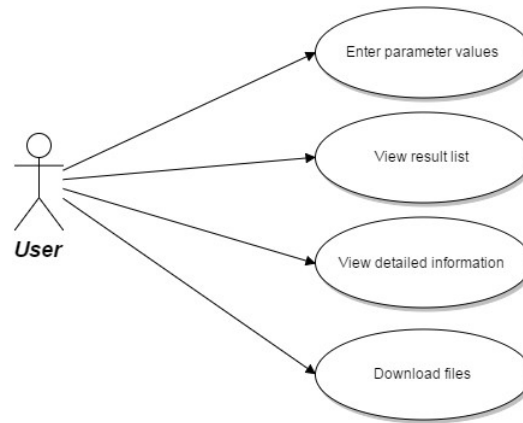 Enter parameter values
View result list
User
View detailed information
Download files